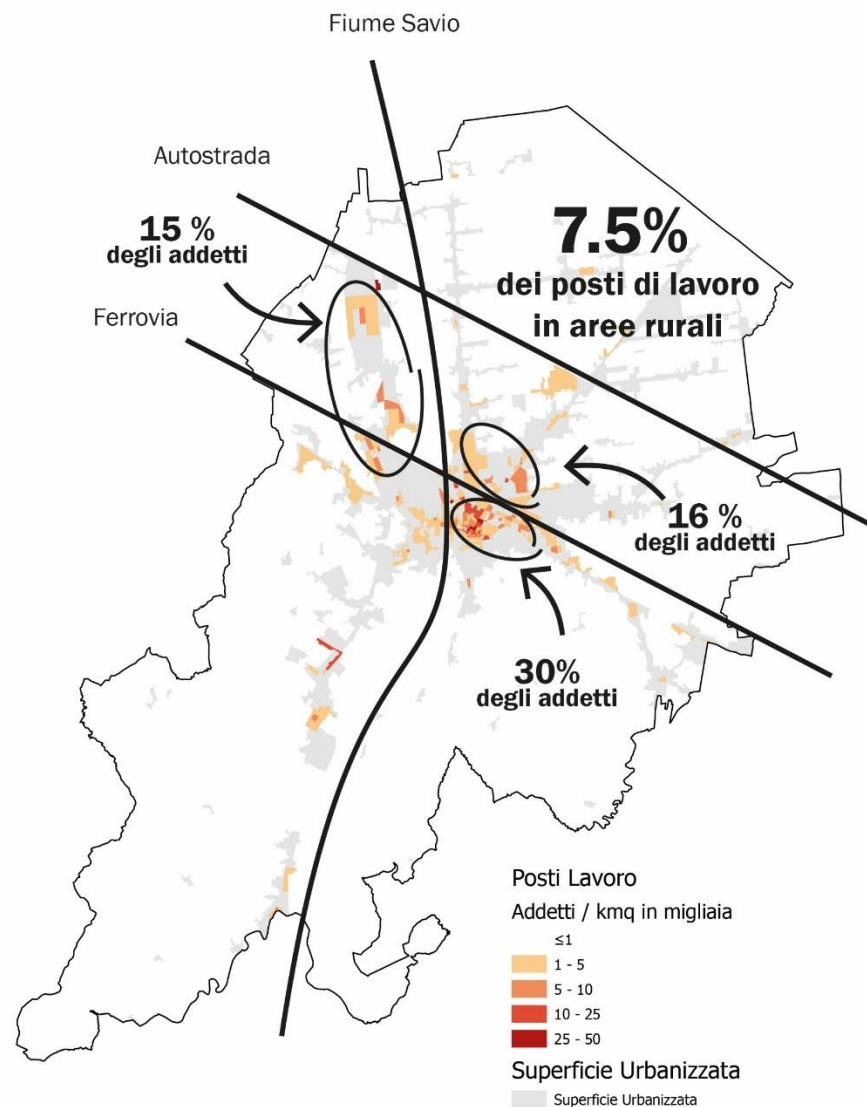 Fiume Savio
Autostrada
15 %
degli addetti
Ferrovia
7.5%
dei posti di lavoro
in aree rurali
16 %
degli addetti
30%
degli addetti
Posti Lavoro
Addetti / kmq in migliaia
≤1
1 - 5
5 - 10
10 - 25
25 - 50
Superficie Urbanizzata
Superficie Urbanizzata